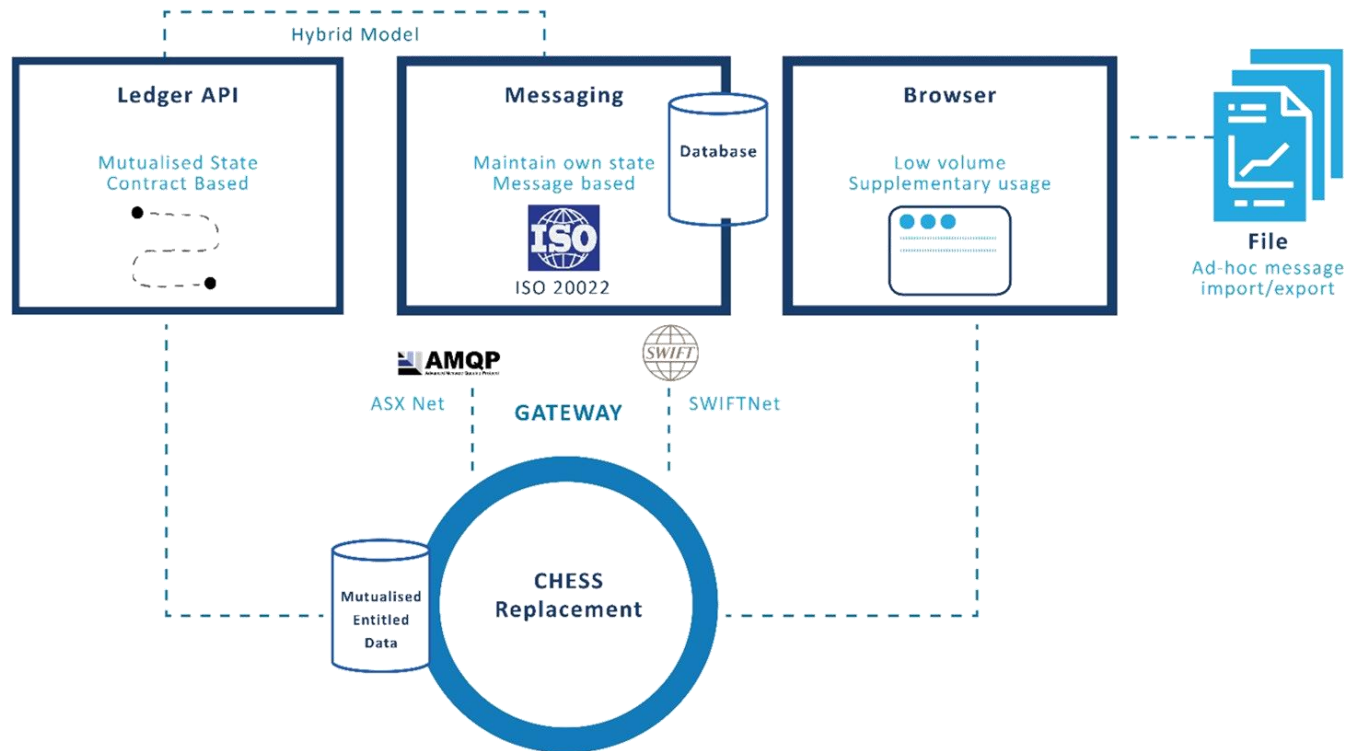 Hybrid Model
Ledger API
Mutualised State
Contract Based
Messaging
Maintain own state
Message based
ISO
ISO 20022
Database
Browser
Low volume
Supplementary usage
File
Ad-hoc message
import/export
AMQP
SWIFT
ASX Net
GATEWAY
SWIFTNet
Mutualised
Entitled
Data
CHESS
Replacement